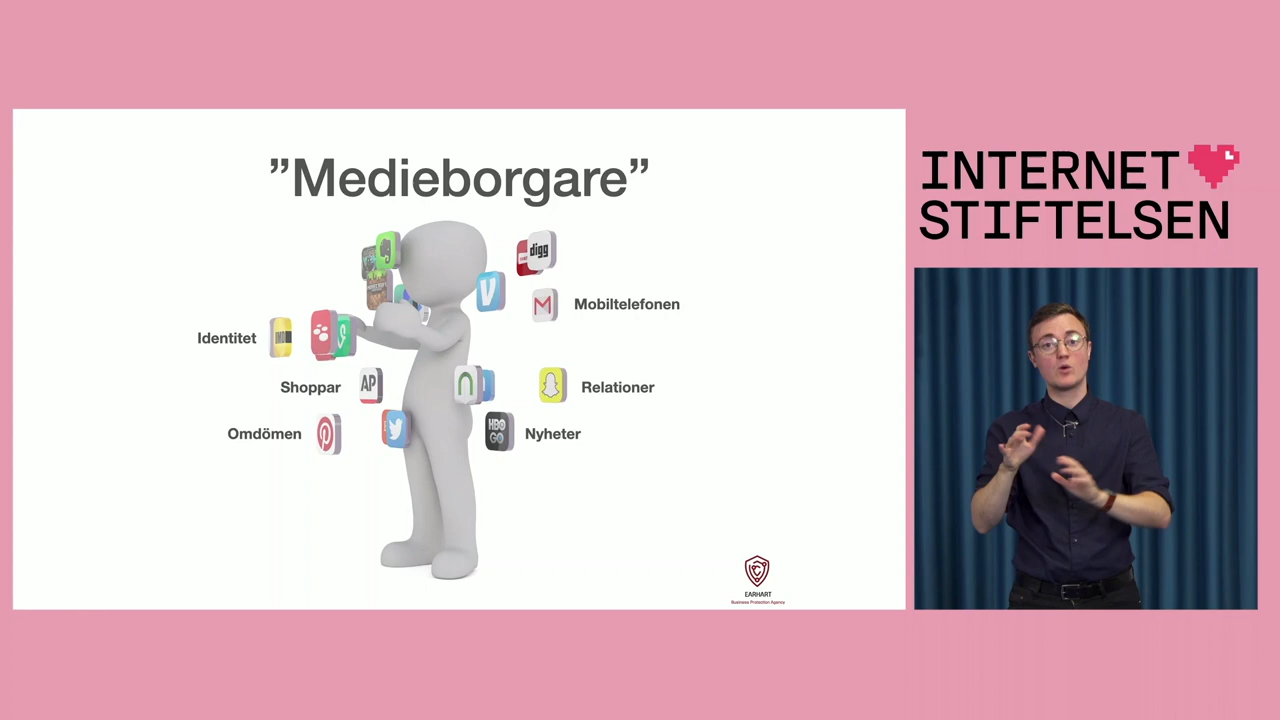 ”Medieborgare”
INTERNET
STIFTELSEN
digg
Mobiltelefonen
Identitet
Shoppar
AP
Relationer
Omdömen
HBO
GO
Nyheter
EARHART
Business Protection Agency